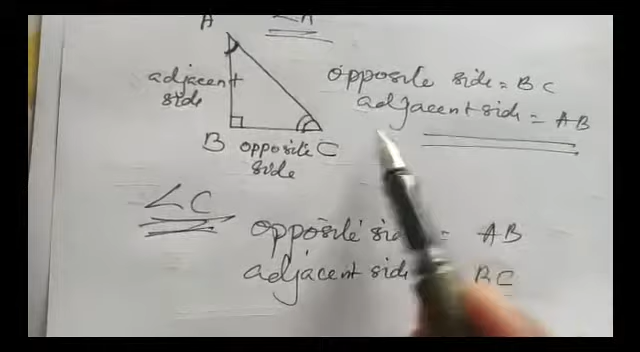 ∠A
A
adjacent
side
opposite side = BC
adjacent side = AB
B opposite C
side
∠C
opposite side = AB
adjacent side BC